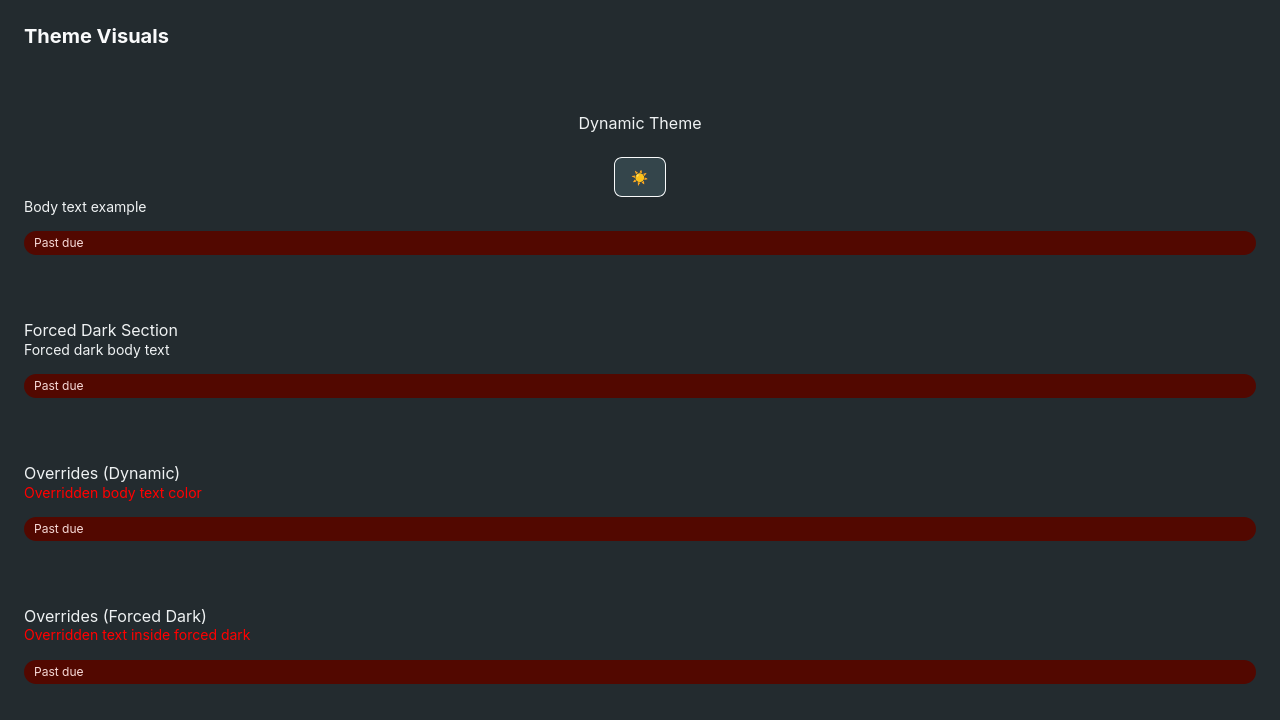 Theme Visuals
Dynamic Theme
☀️
Body text example
Past due
Forced Dark Section
Forced dark body text
Past due
Overrides (Dynamic)
Overridden body text color
Past due
Overrides (Forced Dark)
Overridden text inside forced dark
Past due